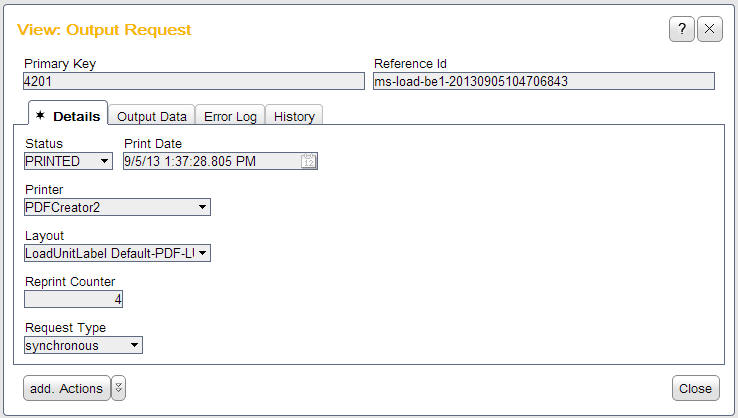 View: Output Request
?
Primary Key
Reference Id
4201
ms-load-be1-20130905104706843
✶ Details
Output Data
Error Log
History
Status
Print Date
PRINTED
9/5/13 1:37:28.805 PM
12
Printer
PDFCreator2
Layout
LoadUnitLabel Default-PDF-LU
Reprint Counter
4
Request Type
synchronous
add. Actions
Close